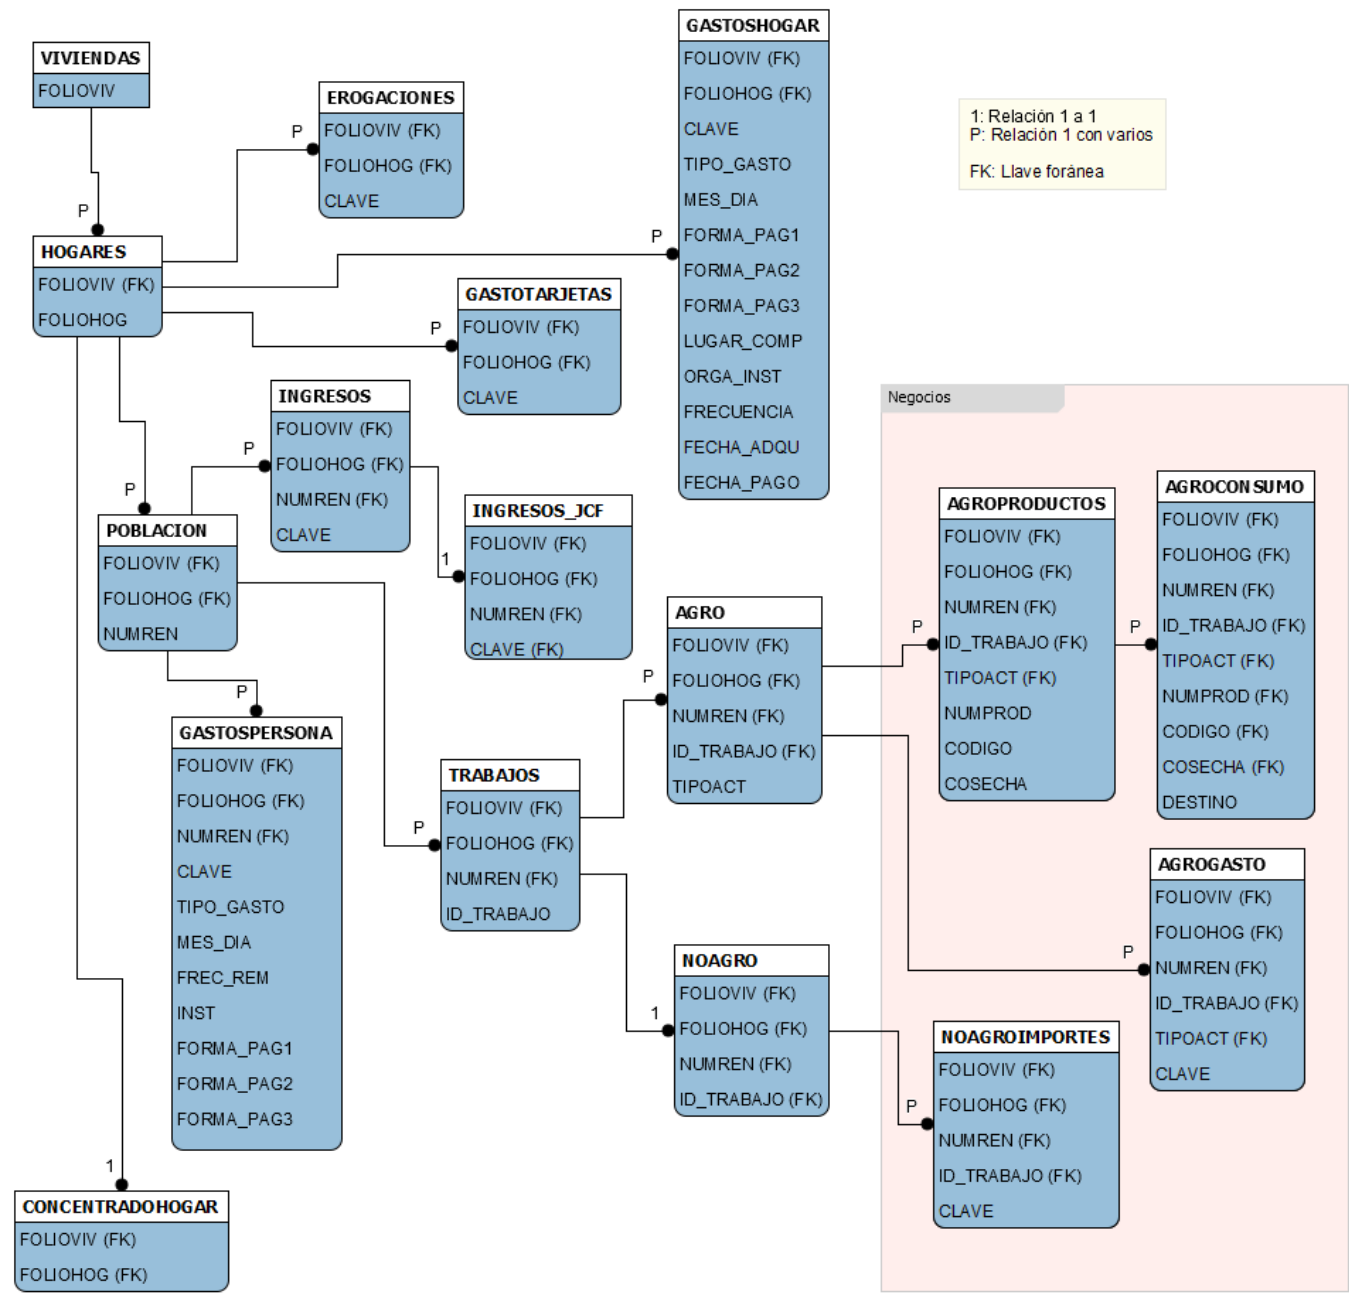 VIVIENDAS
FOLIOVIV
P
HOGARES
FOLIOVIV (FK)
FOLIOHOG
P
EROGACIONES
FOLIOVIV (FK)
FOLIOHOG (FK)
CLAVE
P
GASTOSHOGAR
FOLIOVIV (FK)
FOLIOHOG (FK)
CLAVE
TIPO_GASTO
MES_DIA
FORMA_PAG1
FORMA_PAG2
FORMA_PAG3
LUGAR_COMP
ORGA_INST
FRECUENCIA
FECHA_ADQU
FECHA_PAGO
1: Relación 1 a 1
P: Relación 1 con varios
FK: Llave foránea
P
GASTOTARJETAS
FOLIOVIV (FK)
FOLIOHOG (FK)
CLAVE
P
INGRESOS
FOLIOVIV (FK)
FOLIOHOG (FK)
NUMREN (FK)
CLAVE
1
INGRESOS_JCF
FOLIOVIV (FK)
FOLIOHOG (FK)
NUMREN (FK)
CLAVE (FK)
P
POBLACION
FOLIOVIV (FK)
FOLIOHOG (FK)
NUMREN
P
GASTOSPERSONA
FOLIOVIV (FK)
FOLIOHOG (FK)
NUMREN (FK)
CLAVE
TIPO_GASTO
MES_DIA
FREC_REM
INST
FORMA_PAG1
FORMA_PAG2
FORMA_PAG3
P
TRABAJOS
FOLIOVIV (FK)
FOLIOHOG (FK)
NUMREN (FK)
ID_TRABAJO
P
AGRO
FOLIOVIV (FK)
FOLIOHOG (FK)
NUMREN (FK)
ID_TRABAJO (FK)
TIPOACT
1
NOAGRO
FOLIOVIV (FK)
FOLIOHOG (FK)
NUMREN (FK)
ID_TRABAJO (FK)
Negocios
P
AGROPRODUCTOS
FOLIOVIV (FK)
FOLIOHOG (FK)
NUMREN (FK)
ID_TRABAJO (FK)
TIPOACT (FK)
NUMPROD
CODIGO
COSECHA
P
AGROCONSUMO
FOLIOVIV (FK)
FOLIOHOG (FK)
NUMREN (FK)
ID_TRABAJO (FK)
TIPOACT (FK)
NUMPROD (FK)
CODIGO (FK)
COSECHA (FK)
DESTINO
P
AGROGASTO
FOLIOVIV (FK)
FOLIOHOG (FK)
NUMREN (FK)
ID_TRABAJO (FK)
TIPOACT (FK)
CLAVE
P
NOAGROIMPORTES
FOLIOVIV (FK)
FOLIOHOG (FK)
NUMREN (FK)
ID_TRABAJO (FK)
CLAVE
1
CONCENTRADOHOGAR
FOLIOVIV (FK)
FOLIOHOG (FK)